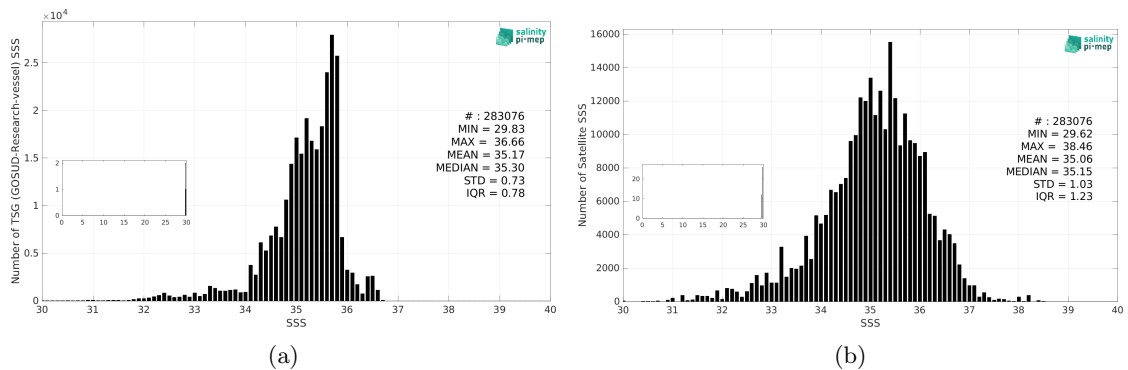 ×10⁴
salinity
pi-mep
Number of TSG (GOSUD-Research-vessel) SSS
2.5
2
1.5
1
0.5
0
# : 283076
MIN = 29.83
MAX = 36.66
MEAN = 35.17
MEDIAN = 35.30
STD = 0.73
IQR = 0.78
2
1
0
0 5 10 15 20 25 30
30 31 32 33 34 35 36 37 38 39 40
SSS
(a)
salinity
pi-mep
Number of Satellite SSS
16000
14000
12000
10000
8000
6000
4000
2000
0
# : 283076
MIN = 29.62
MAX = 38.46
MEAN = 35.06
MEDIAN = 35.15
STD = 1.03
IQR = 1.23
20
10
0
0 5 10 15 20 25 30
30 31 32 33 34 35 36 37 38 39 40
SSS
(b)